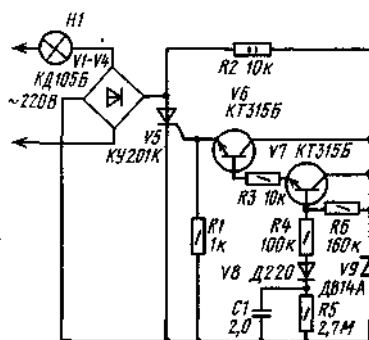 H1
V1-V4
КД105Б
~220В
R2 10к
V6
КТ315Б
V5
КУ201К
V7 КТ315Б
R3 10к
R1
1к
R4
100к
R6
160к
V8 Д220
V9
Д814А
C1
2,0
R5
2,7М